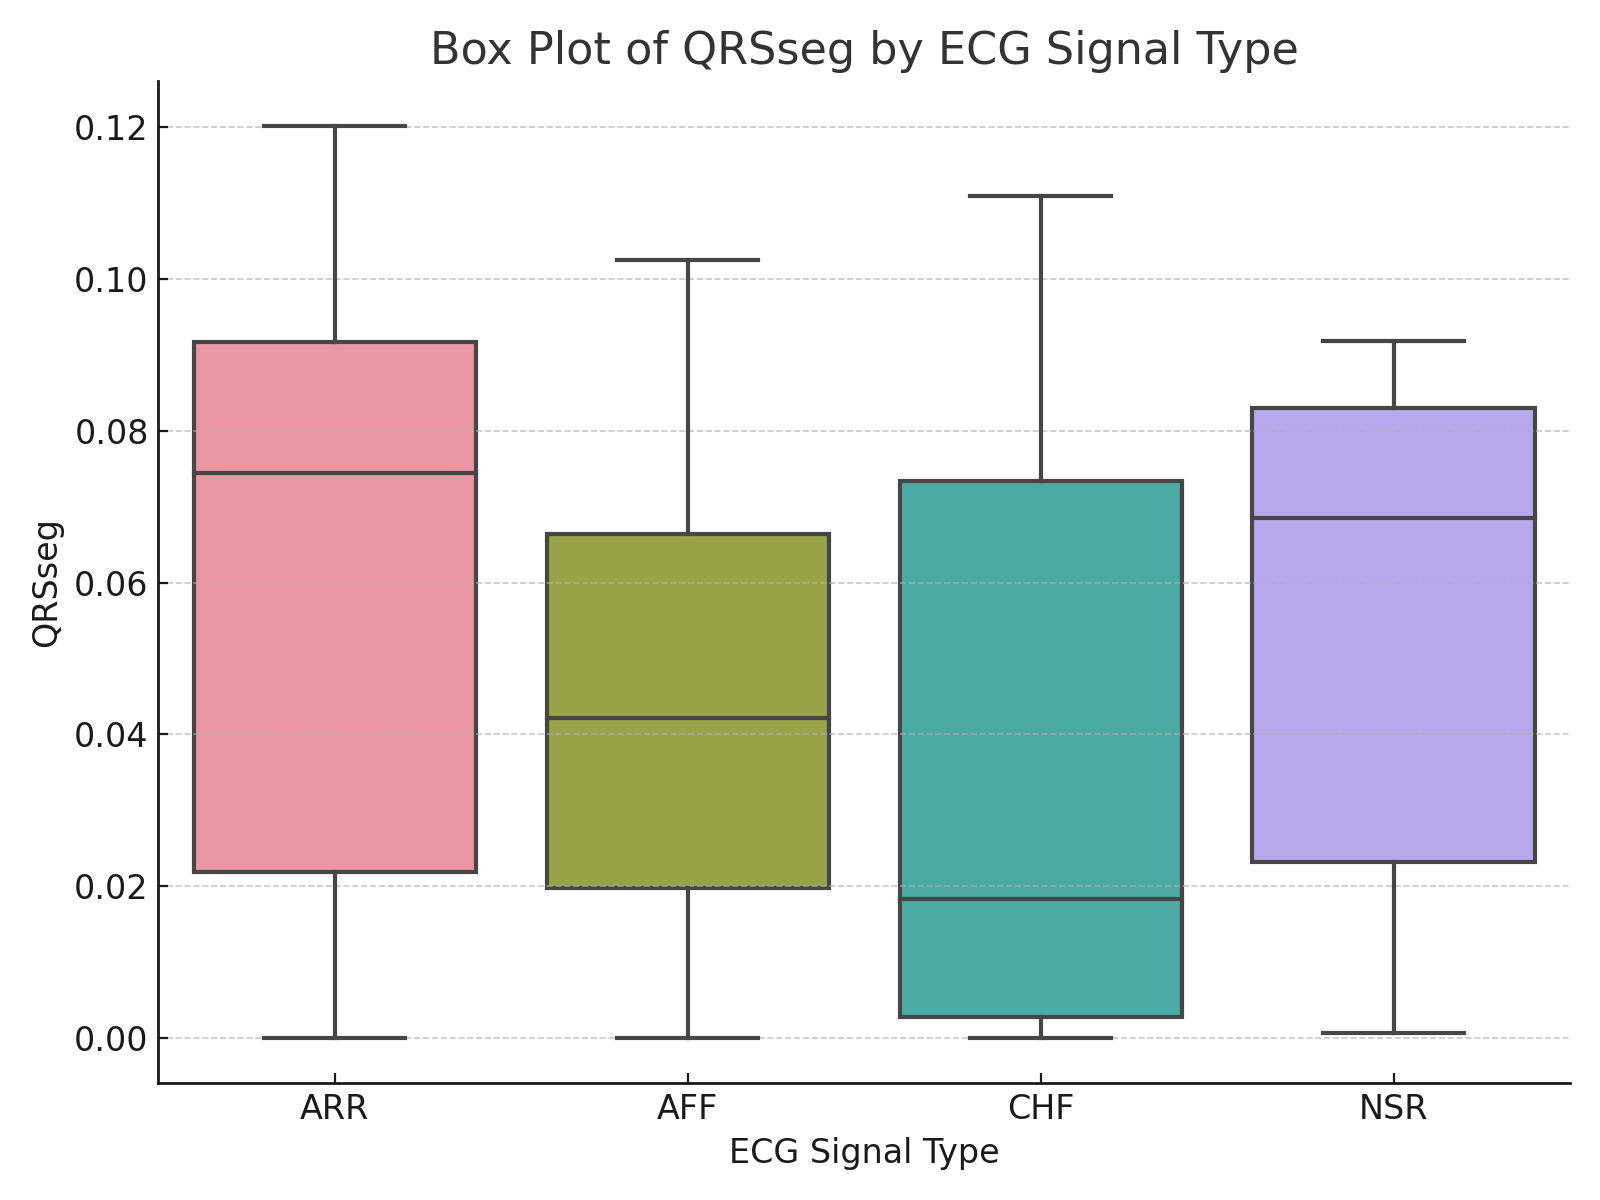 Box Plot of QRSseg by ECG Signal Type
0.12
0.10
0.08
0.06
0.04
0.02
0.00
QRSseg
ARR AFF CHF NSR
ECG Signal Type